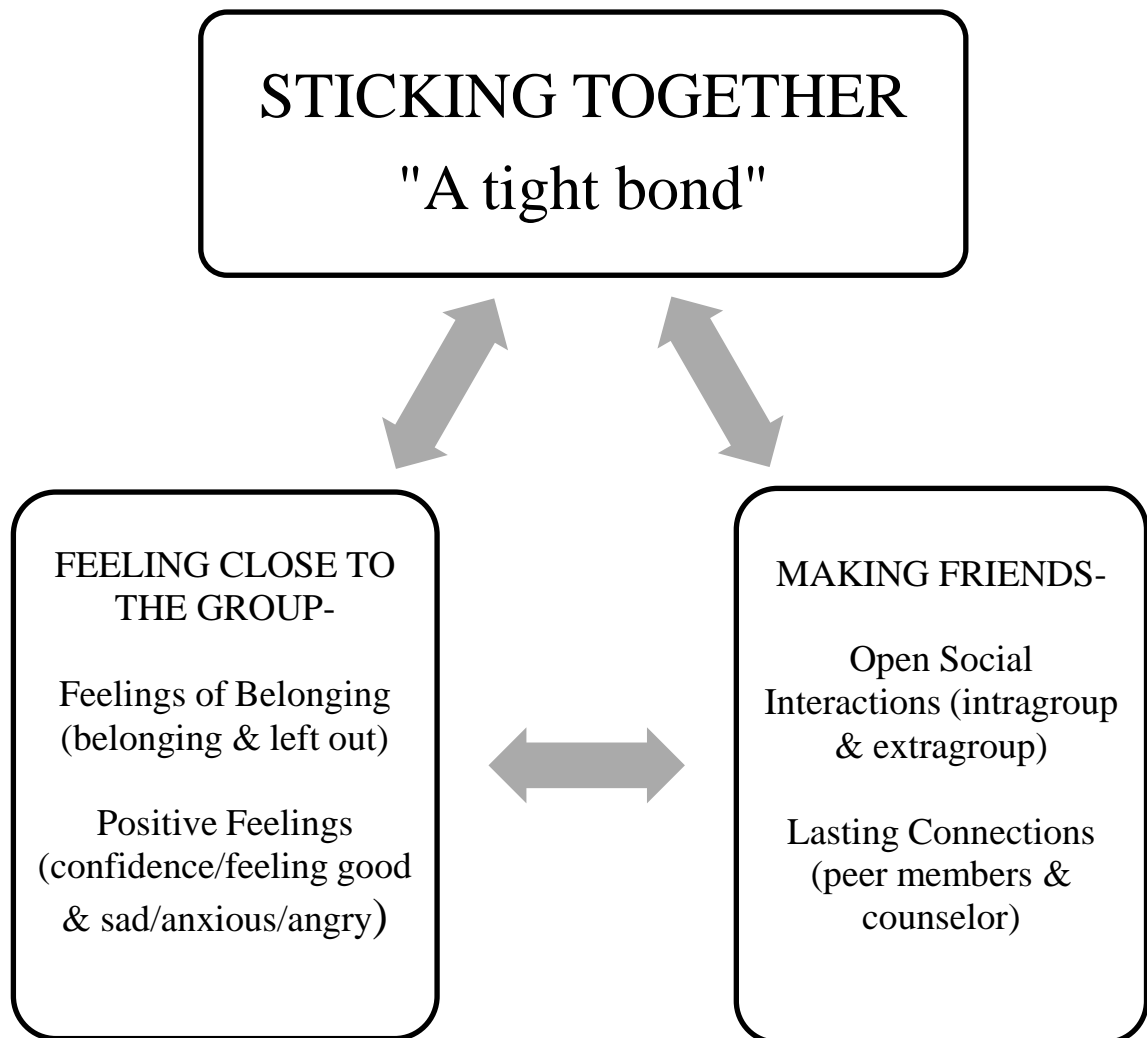 STICKING TOGETHER
"A tight bond"
FEELING CLOSE TO
THE GROUP-
Feelings of Belonging
(belonging & left out)
Positive Feelings
(confidence/feeling good
& sad/anxious/angry)
MAKING FRIENDS-
Open Social
Interactions (intragroup
& extragroup)
Lasting Connections
(peer members &
counselor)